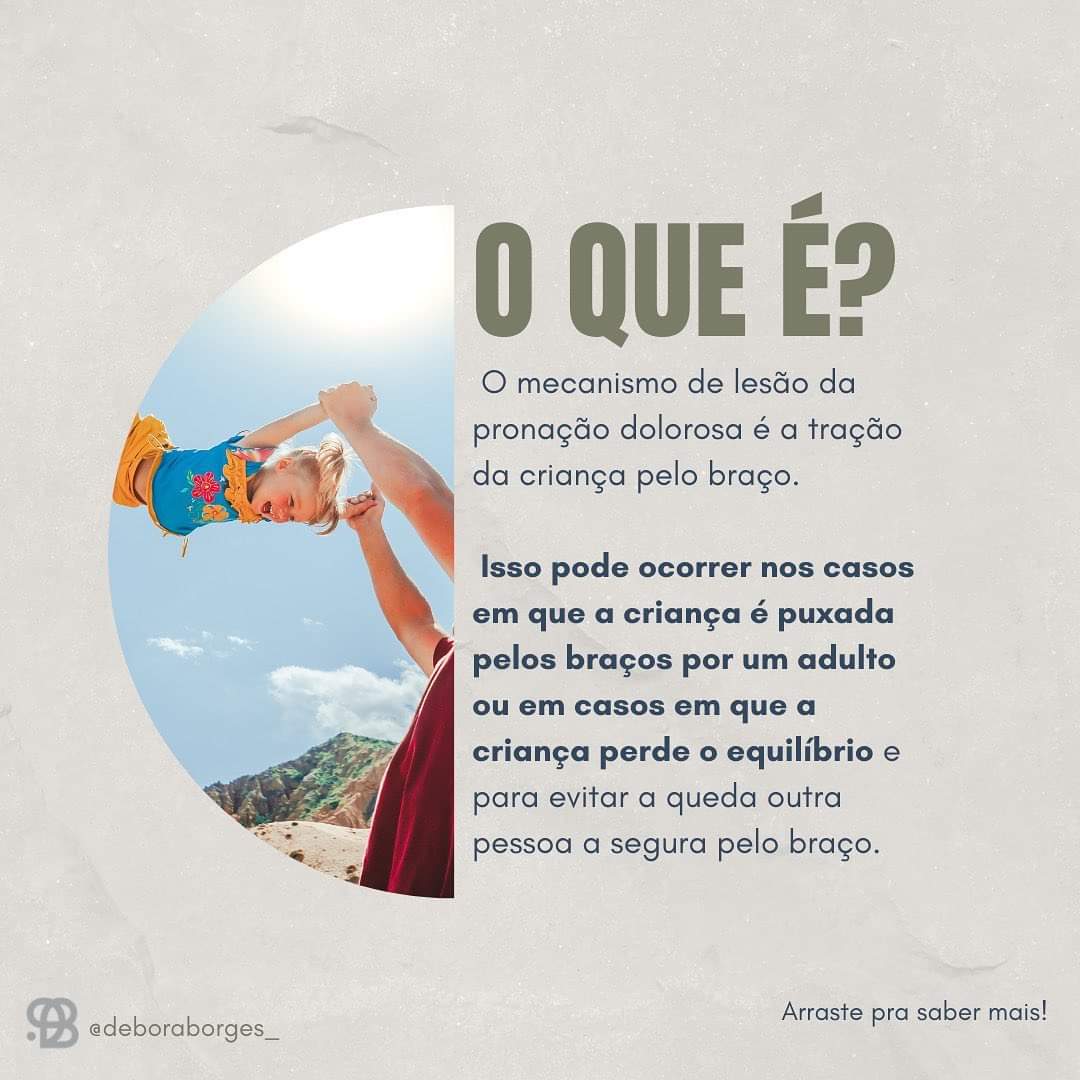 O QUE É?
O mecanismo de lesão da
pronação dolorosa é a tração
da criança pelo braço.
Isso pode ocorrer nos casos
em que a criança é puxada
pelos braços por um adulto
ou em casos em que a
criança perde o equilíbrio e
para evitar a queda outra
pessoa a segura pelo braço.
@deboraborges_
Arraste pra saber mais!